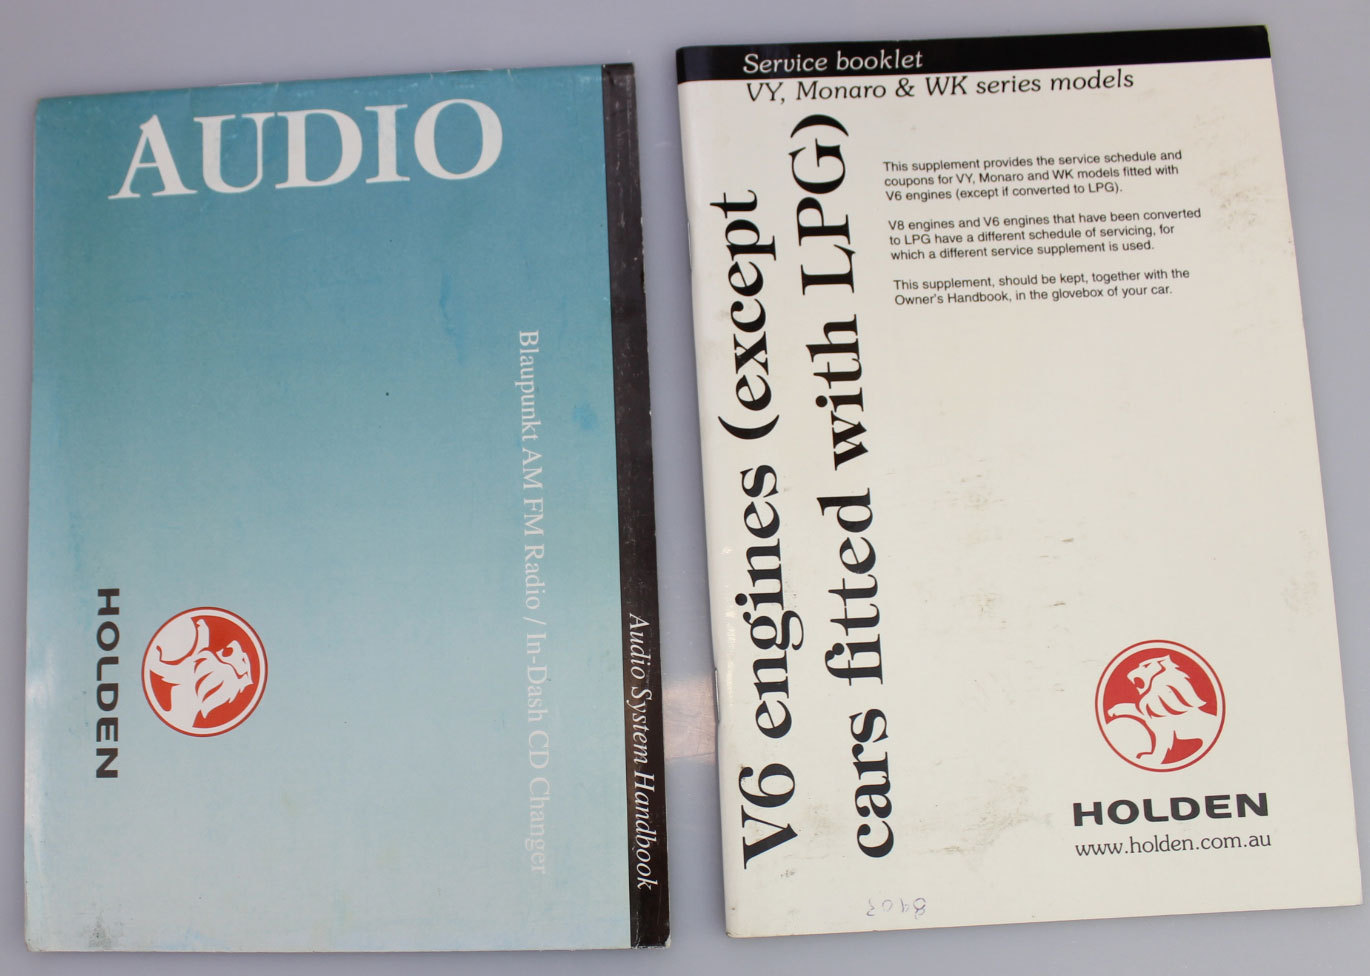 AUDIO
Blaupunkt AM FM Radio / In-Dash CD Changer
Audio System Handbook
HOLDEN
Service booklet
VY, Monaro & WK series models
V6 engines (except
cars fitted with LPG)
This supplement provides the service schedule and
coupons for VY, Monaro and WK models fitted with
V6 engines (except if converted to LPG).
V8 engines and V6 engines that have been converted
to LPG have a different schedule of servicing, for
which a different service supplement is used.
This supplement, should be kept, together with the
Owner's Handbook, in the glovebox of your car.
HOLDEN
www.holden.com.au